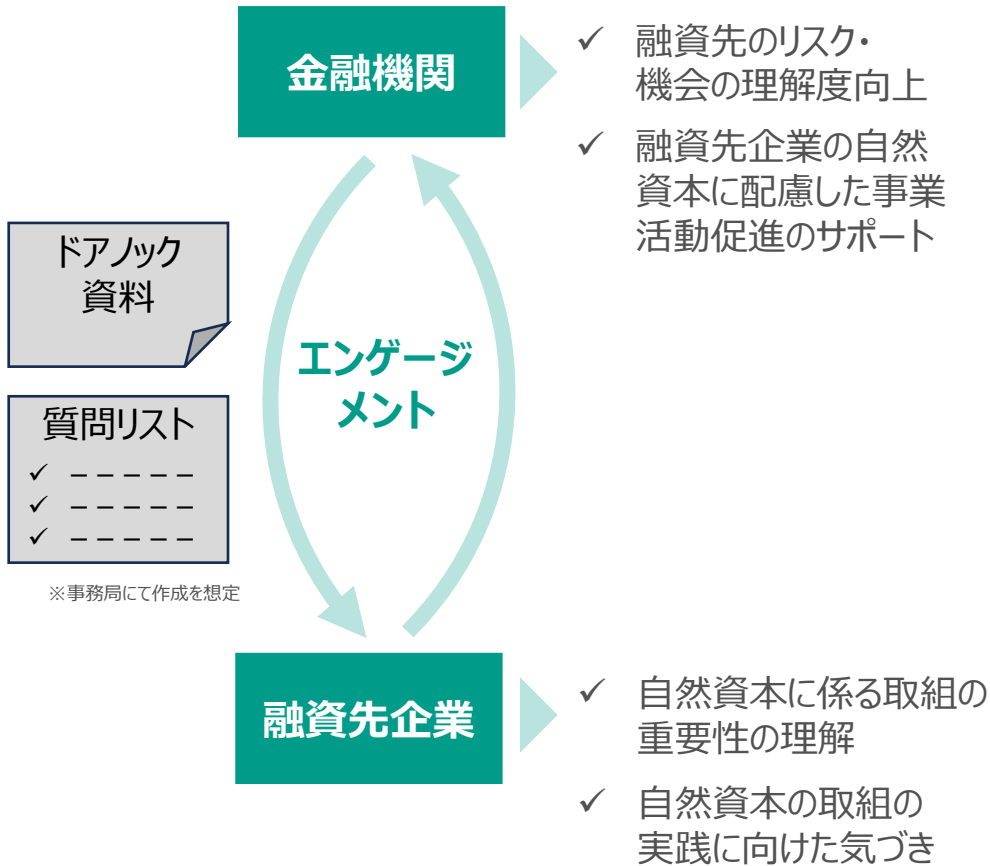 金融機関
✓ 融資先のリスク・
機会の理解度向上
✓ 融資先企業の自然
資本に配慮した事業
活動促進のサポート
ドアノック
資料
エンゲージ
メント
質問リスト
✓ －－－－－
✓ －－－－－
✓ －－－－－
※事務局にて作成を想定
融資先企業
✓ 自然資本に係る取組の
重要性の理解
✓ 自然資本の取組の
実践に向けた気づき